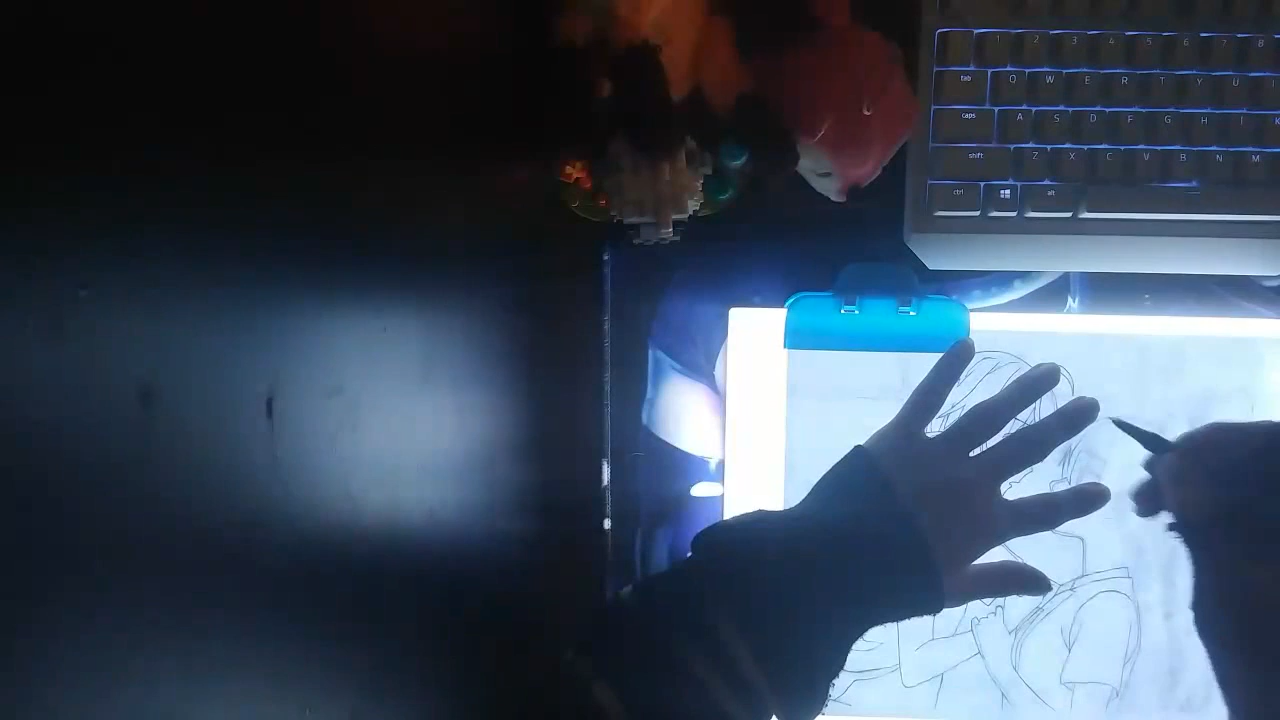 1 2 3 4 5 6 7 8
tab Q W E R T Y U I
caps A S D F G H J K
shift Z X C V B N M
ctrl alt